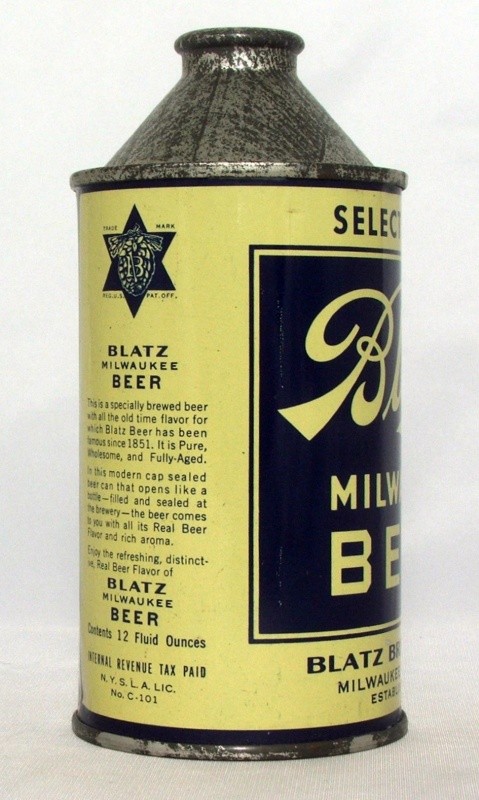 TRADE MARK
B
REG. U.S. PAT. OFF.
BLATZ
MILWAUKEE
BEER
This is a specially brewed beer
with all the old time flavor for
which Blatz Beer has been
famous since 1851. It is Pure,
Wholesome, and Fully-Aged.
In this modern cap sealed
beer can that opens like a
bottle—filled and sealed at
the brewery—the beer comes
to you with all its Real Beer
Flavor and rich aroma.
Enjoy the refreshing, distinct-
ive, Real Beer Flavor of
BLATZ
MILWAUKEE
BEER
Contents 12 Fluid Ounces
INTERNAL REVENUE TAX PAID
N.Y.S.L.A. LIC.
No. C-101
SELECT
Bla
MILW
BE
BLATZ BR
MILWAUKEE
ESTABL